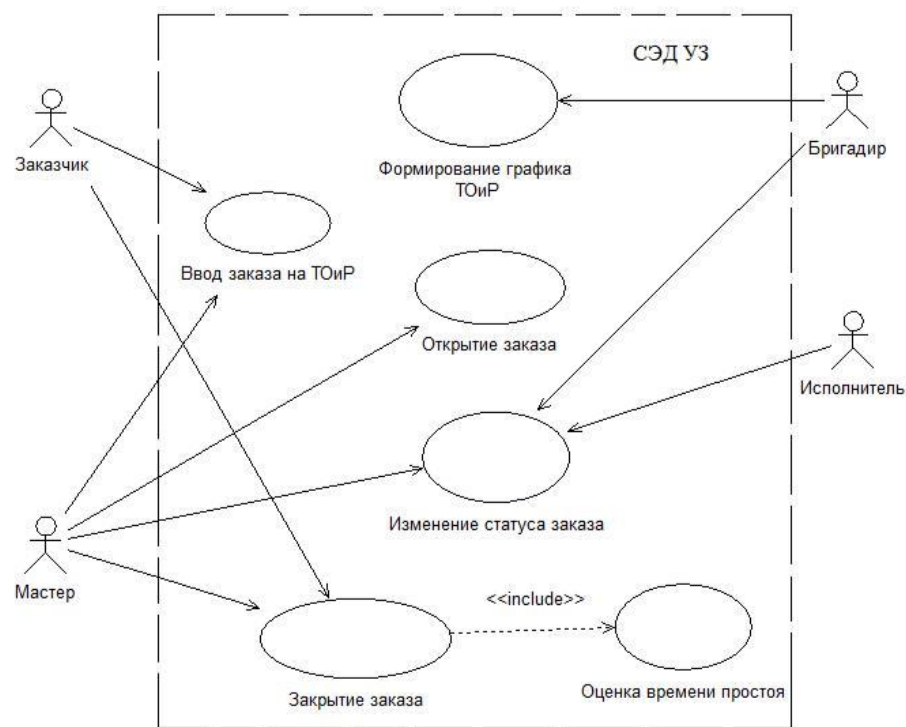 СЭД УЗ
Заказчик
Бригадир
Формирование графика
ТОиР
Ввод заказа на ТОиР
Открытие заказа
Исполнитель
Изменение статуса заказа
Мастер
<<include>>
Закрытие заказа
Оценка времени простоя